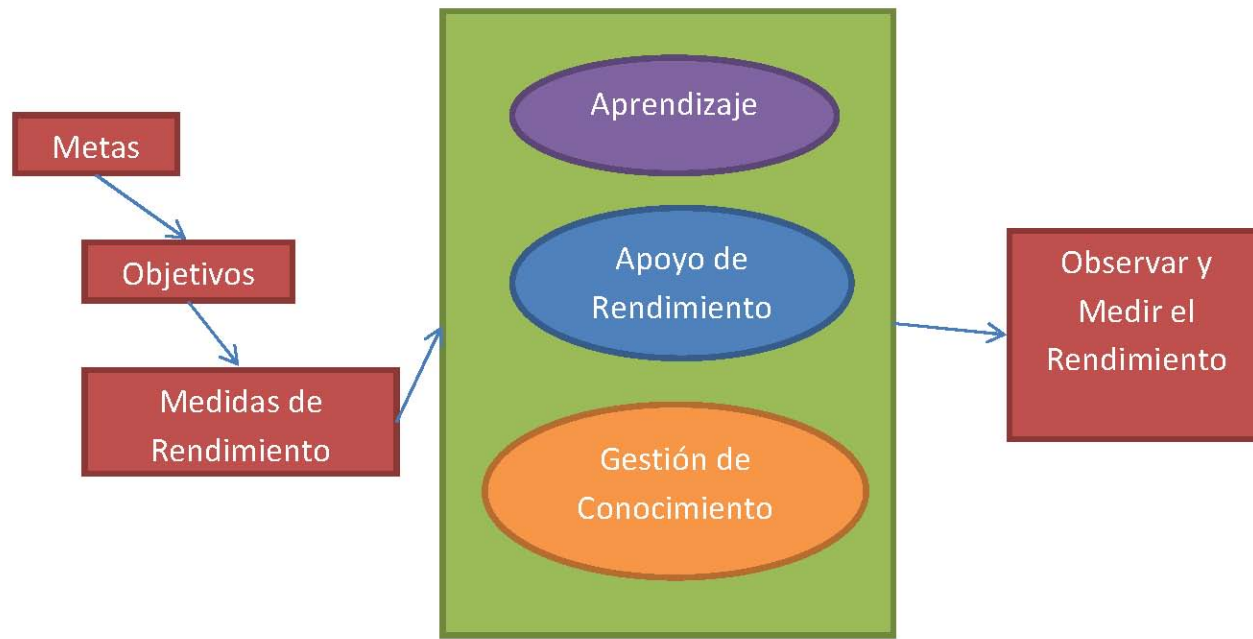 Metas
Objetivos
Medidas de
Rendimiento
Aprendizaje
Apoyo de
Rendimiento
Gestión de
Conocimiento
Observar y
Medir el
Rendimiento